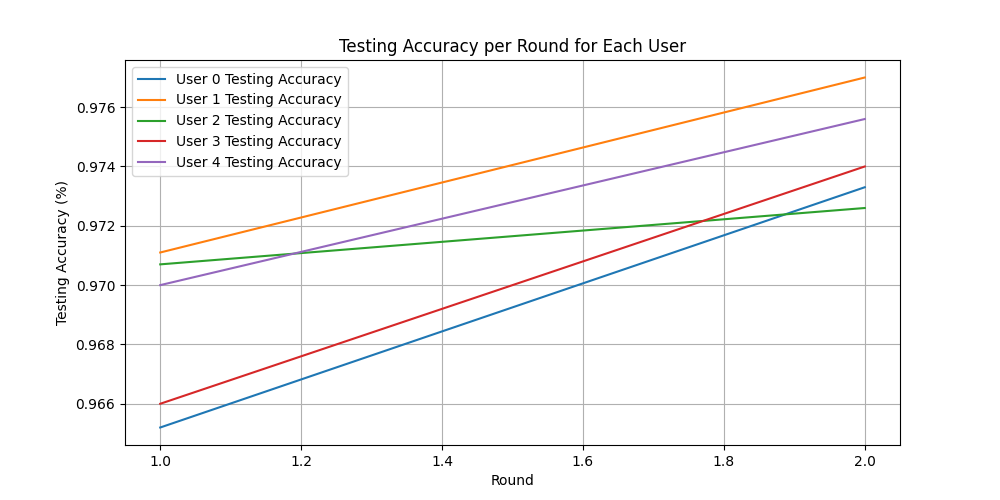 Testing Accuracy per Round for Each User
User 0 Testing Accuracy
User 1 Testing Accuracy
User 2 Testing Accuracy
User 3 Testing Accuracy
User 4 Testing Accuracy
Testing Accuracy (%)
0.976
0.974
0.972
0.970
0.968
0.966
1.0 1.2 1.4 1.6 1.8 2.0
Round